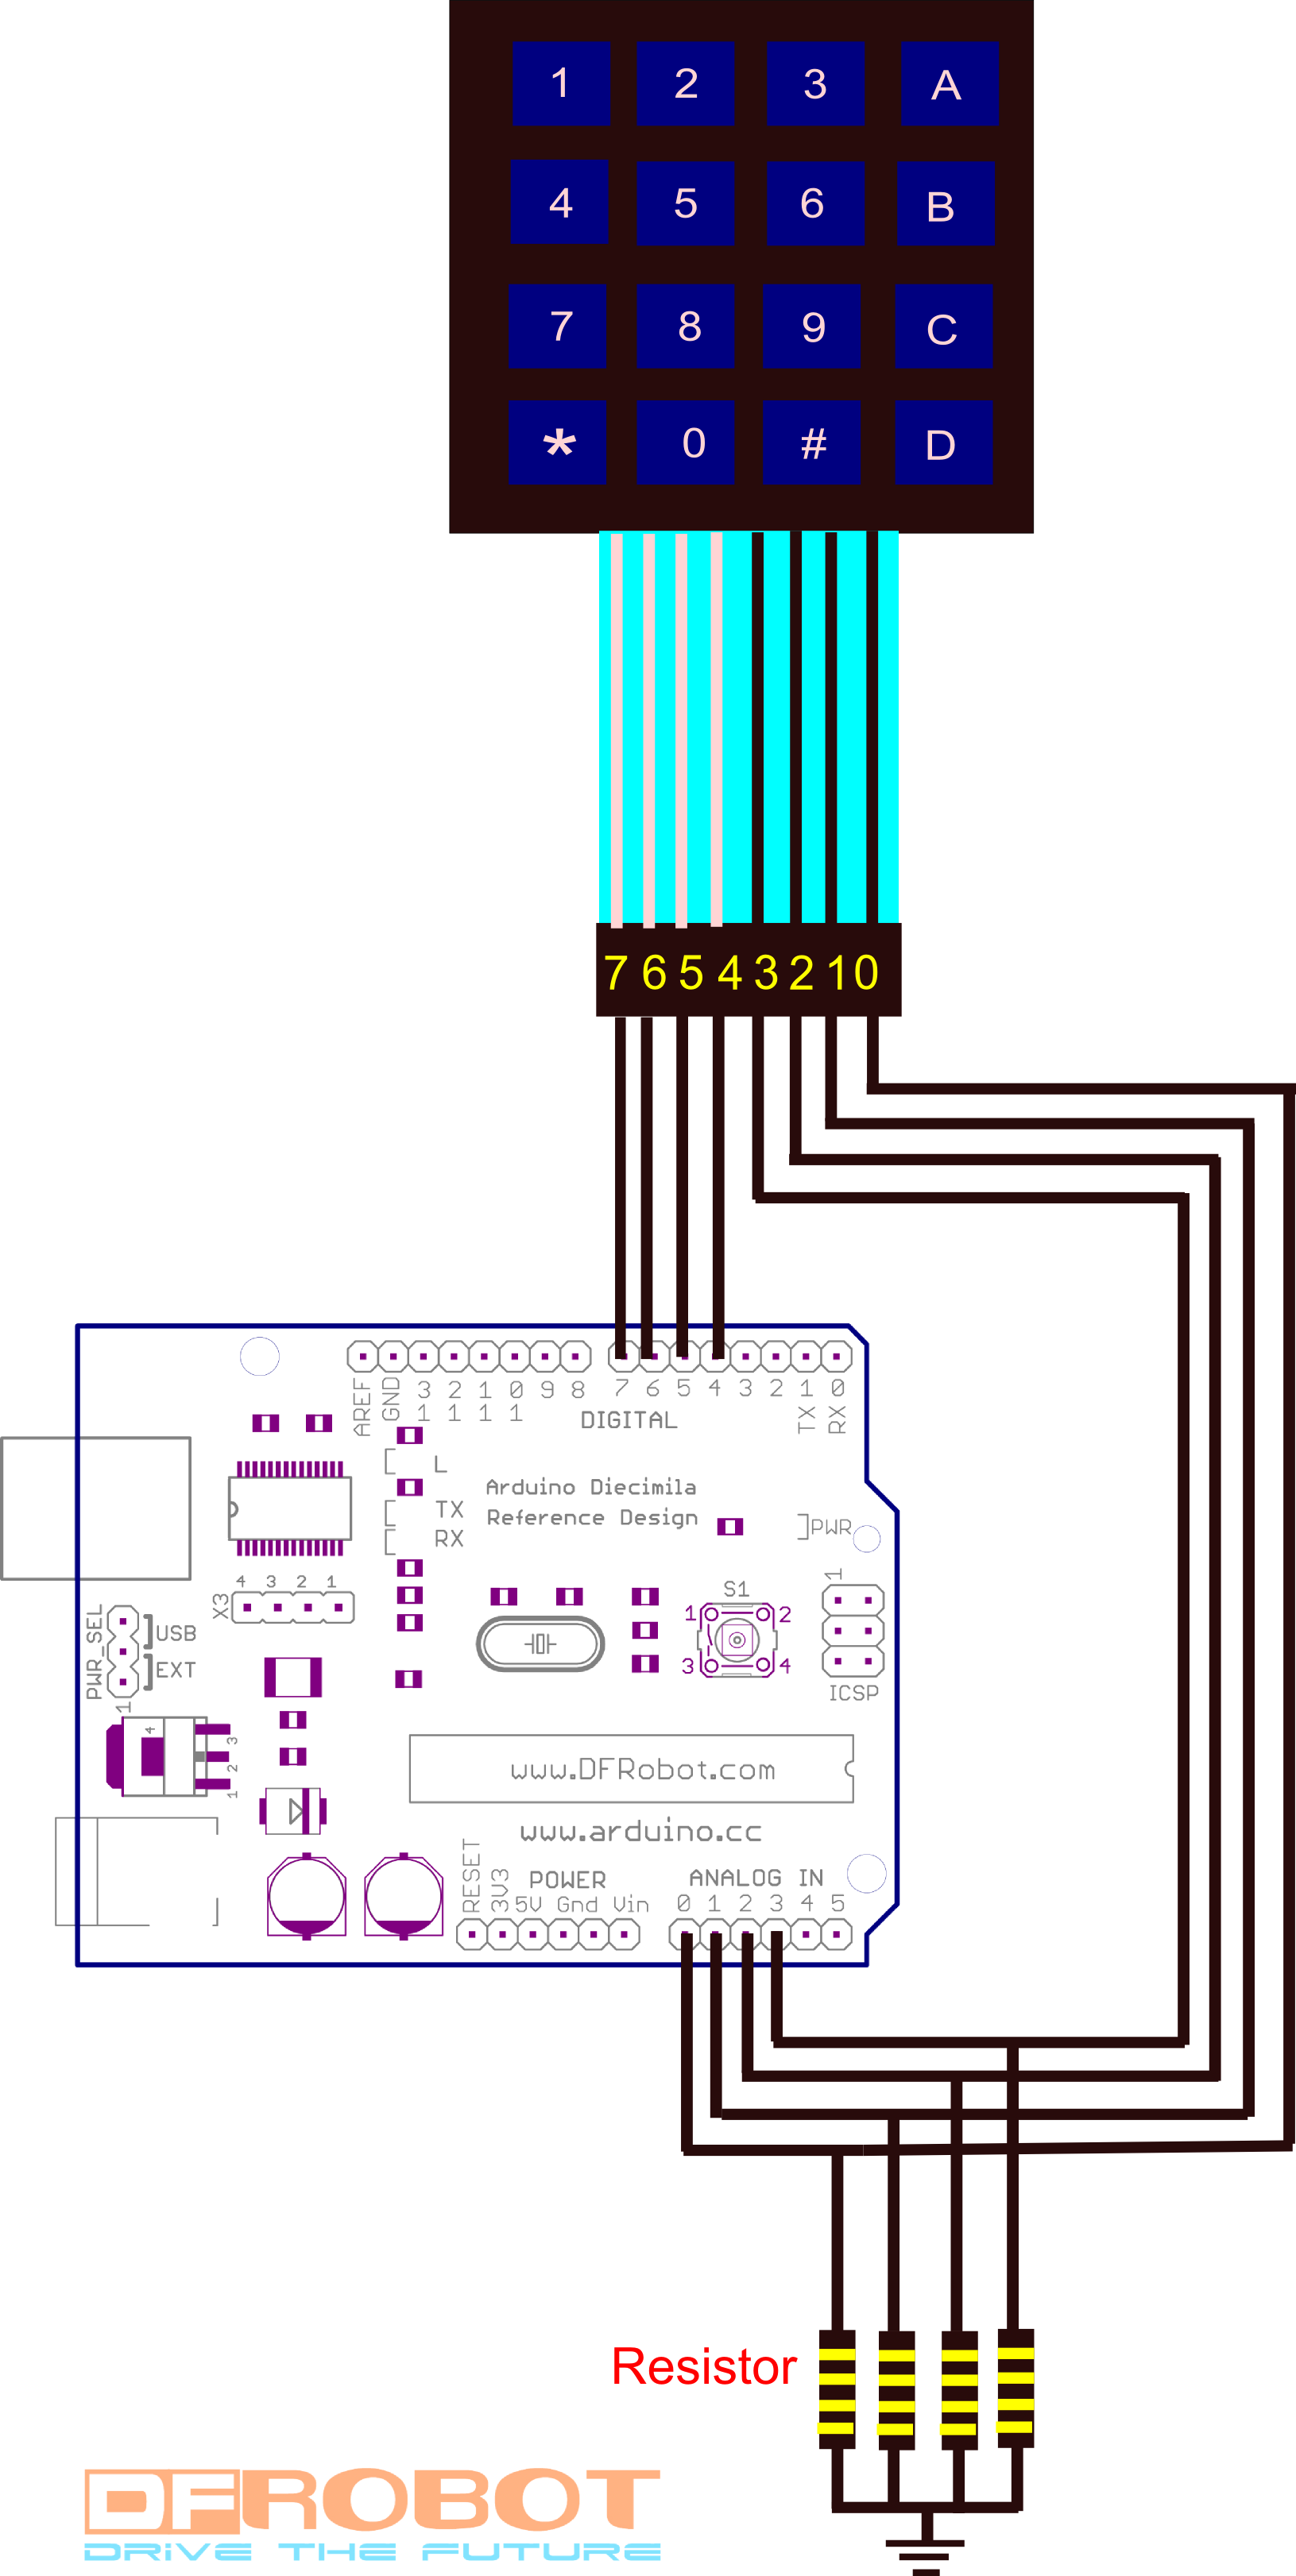 1 2 3 A
4 5 6 B
7 8 9 C
* 0 # D
7 6 5 4 3 2 1 0
AREF GND 13 12 11 10 9 8 7 6 5 4 3 2 TX 1 RX 0
DIGITAL
L
TX
RX
Arduino Diecimila
Reference Design
PWR
X3
4 3 2 1
S1
1 2
3 4
1
ICSP
PWR_SEL
USB
EXT
1
4
3
2
1
www.DFRobot.com
www.arduino.cc
POWER
ANALOG IN
RESET 3V3 5V Gnd Vin 0 1 2 3 4 5
Resistor
DFROBOT
DRIVE THE FUTURE